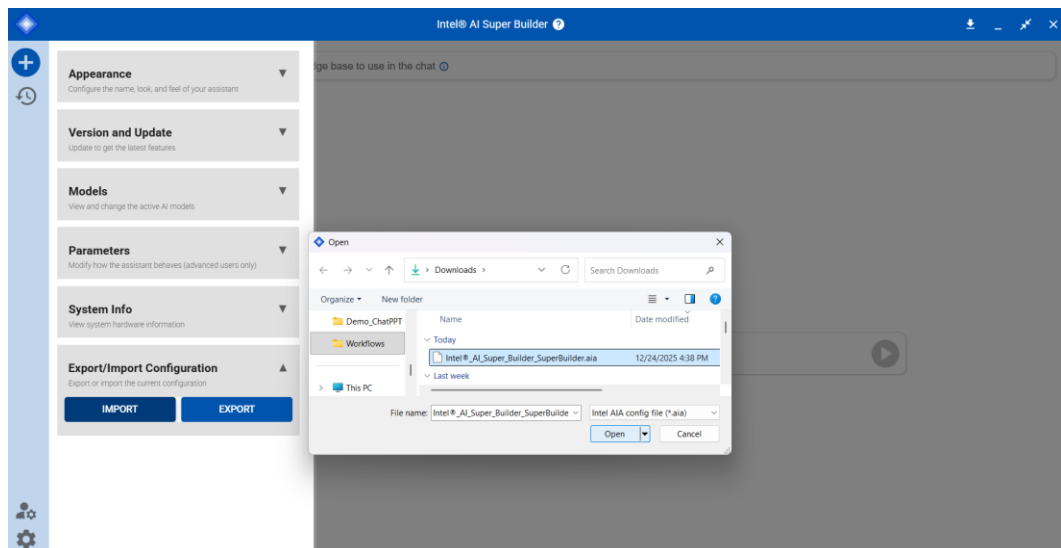 Intel® AI Super Builder ?
Appearance
Configure the name, look, and feel of your assistant
dge base to use in the chat
Version and Update
Update to get the latest features
Models
View and change the active AI models
Parameters
Modify how the assistant behaves (advanced users only)
System Info
View system hardware information
Export/Import Configuration
Export or import the current configuration
IMPORT EXPORT
Open
Downloads
Search Downloads
Organize New folder
Name Date modified
Demo_ChatPPT
Workflows
Today
Intel®_AI_Super_Builder_SuperBuilder.aia 12/24/2025 4:38 PM
Last week
This PC
File name: Intel®_AI_Super_Builder_SuperBuilde Intel AIA config file (*.aia)
Open Cancel